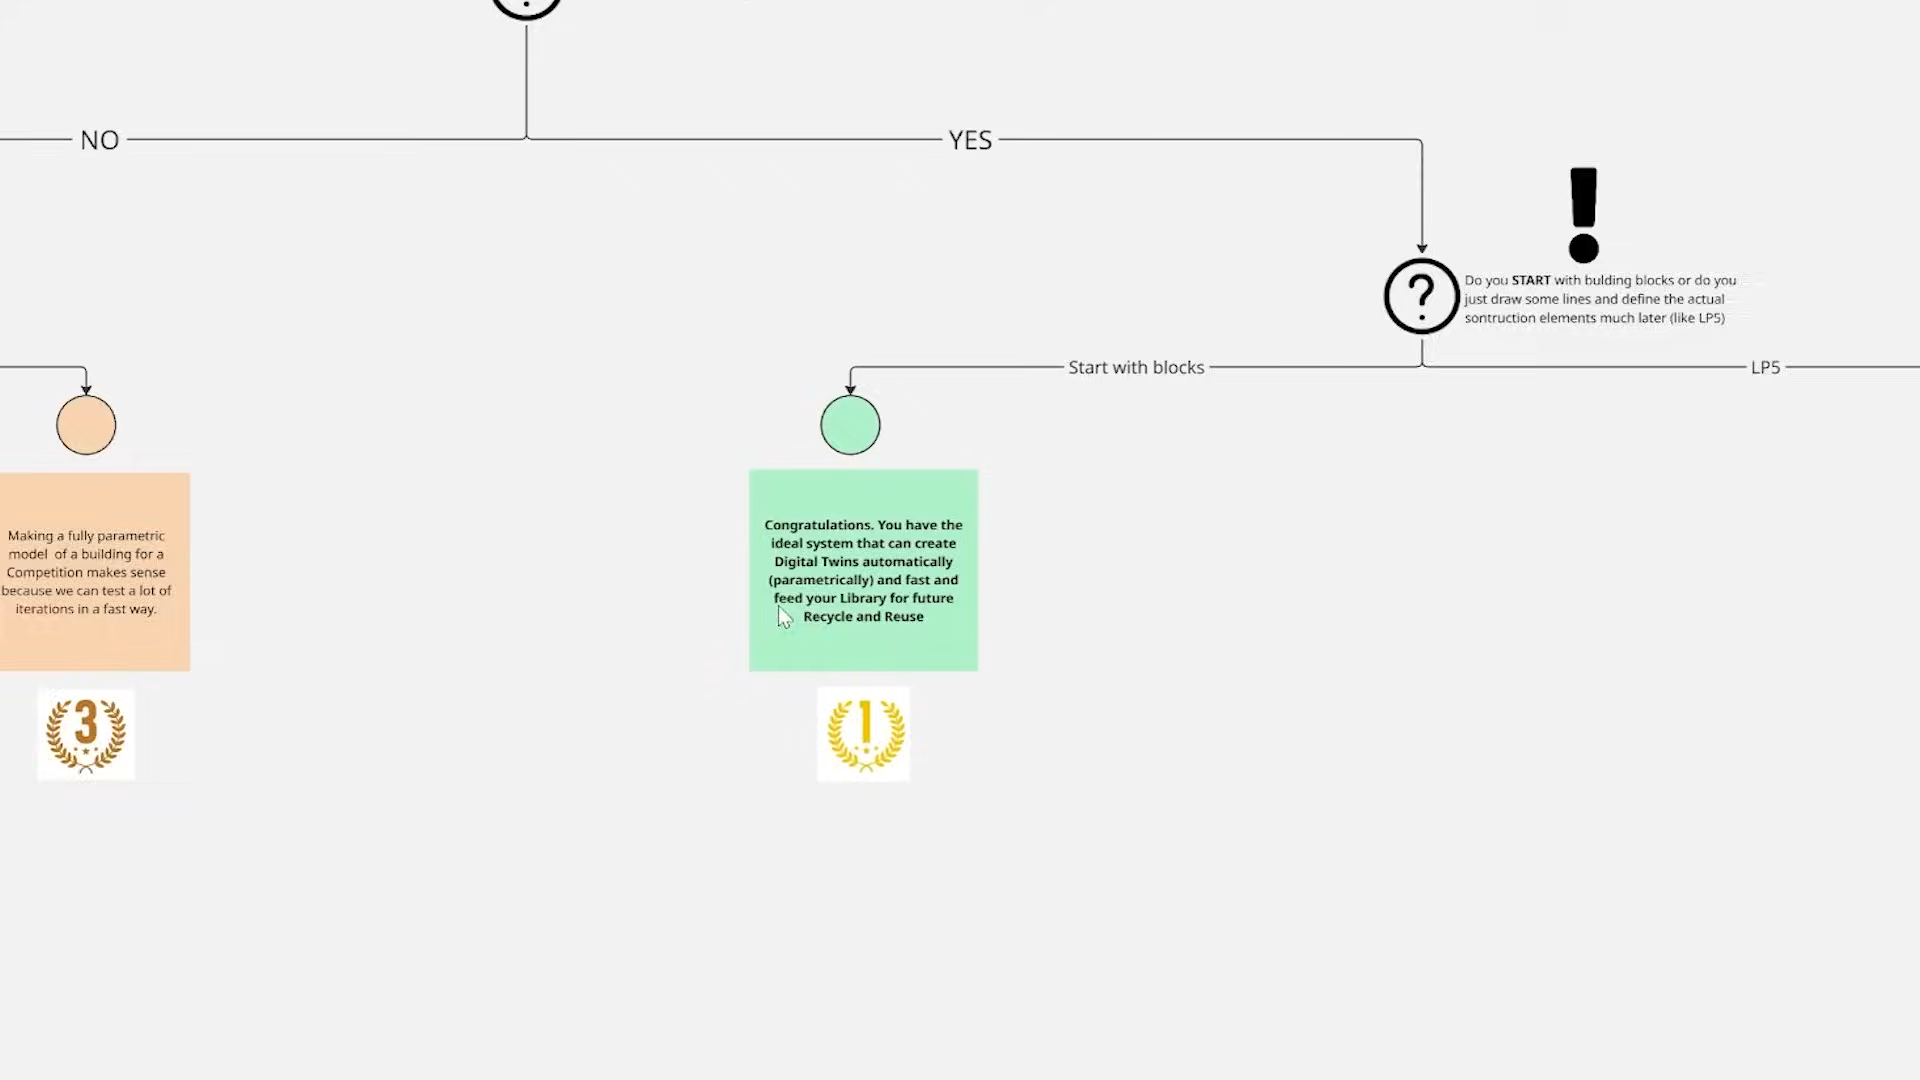 NO
YES
?
Do you START with bulding blocks or do you
just draw some lines and define the actual
sontruction elements much later (like LP5)
Start with blocks
LP5
Making a fully parametric
model of a building for a
Competition makes sense
because we can test a lot of
iterations in a fast way.
Congratulations. You have the
ideal system that can create
Digital Twins automatically
(parametrically) and fast and
feed your Library for future
Recycle and Reuse
3
1